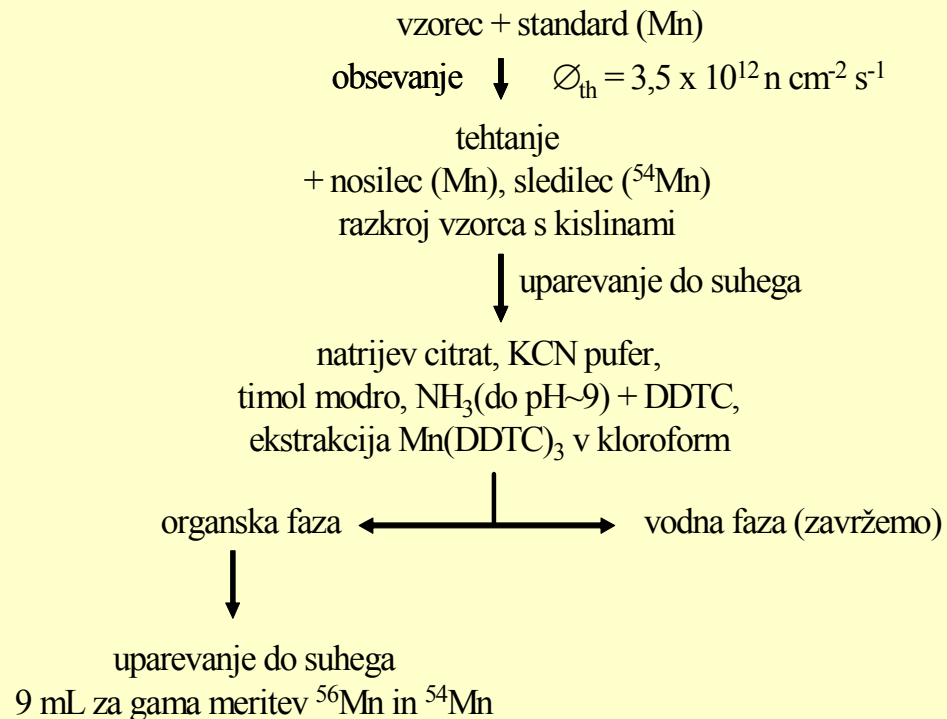 vzorec + standard (Mn)
obsevanje ∅th = 3,5 x 10¹² n cm⁻² s⁻¹
tehtanje
+ nosilec (Mn), sledilec (⁵⁴Mn)
razkroj vzorca s kislinami
uparevanje do suhega
natrijev citrat, KCN pufer,
timol modro, NH₃(do pH~9) + DDTC,
ekstrakcija Mn(DDTC)₃ v kloroform
organska faza vodna faza (zavržemo)
uparevanje do suhega
9 mL za gama meritev ⁵⁶Mn in ⁵⁴Mn